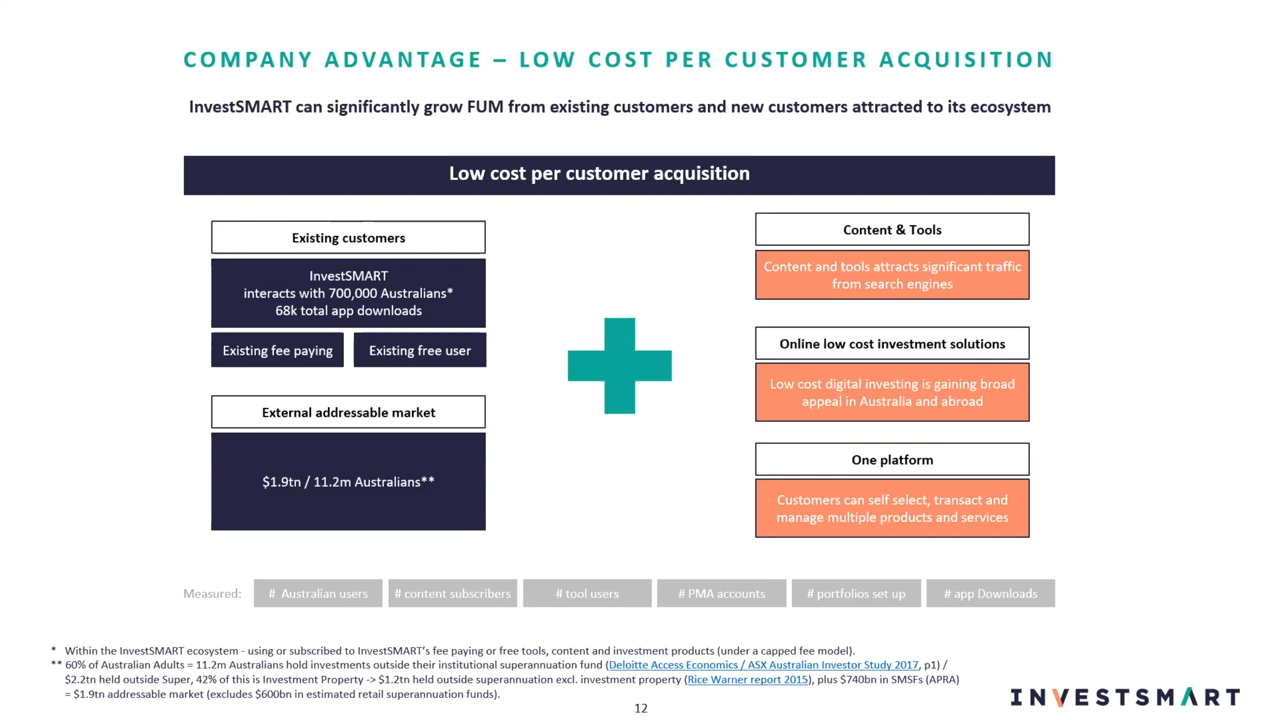 COMPANY ADVANTAGE – LOW COST PER CUSTOMER ACQUISITION
InvestSMART can significantly grow FUM from existing customers and new customers attracted to its ecosystem
Low cost per customer acquisition
Existing customers
InvestSMART
interacts with 700,000 Australians*
68k total app downloads
Existing fee paying
Existing free user
External addressable market
$1.9tn / 11.2m Australians**
Content & Tools
Content and tools attracts significant traffic
from search engines
Online low cost investment solutions
Low cost digital investing is gaining broad
appeal in Australia and abroad
One platform
Customers can self select, transact and
manage multiple products and services
Measured:
# Australian users
# content subscribers
# tool users
# PMA accounts
# portfolios set up
# app Downloads
* Within the InvestSMART ecosystem - using or subscribed to InvestSMART's fee paying or free tools, content and investment products (under a capped fee model).
** 60% of Australian Adults = 11.2m Australians hold investments outside their institutional superannuation fund (Deloitte Access Economics / ASX Australian Investor Study 2017, p1) /
$2.2tn held outside Super, 42% of this is Investment Property -> $1.2tn held outside superannuation excl. investment property (Rice Warner report 2015), plus $740bn in SMSFs (APRA)
= $1.9tn addressable market (excludes $600bn in estimated retail superannuation funds).
INVESTSMART
12